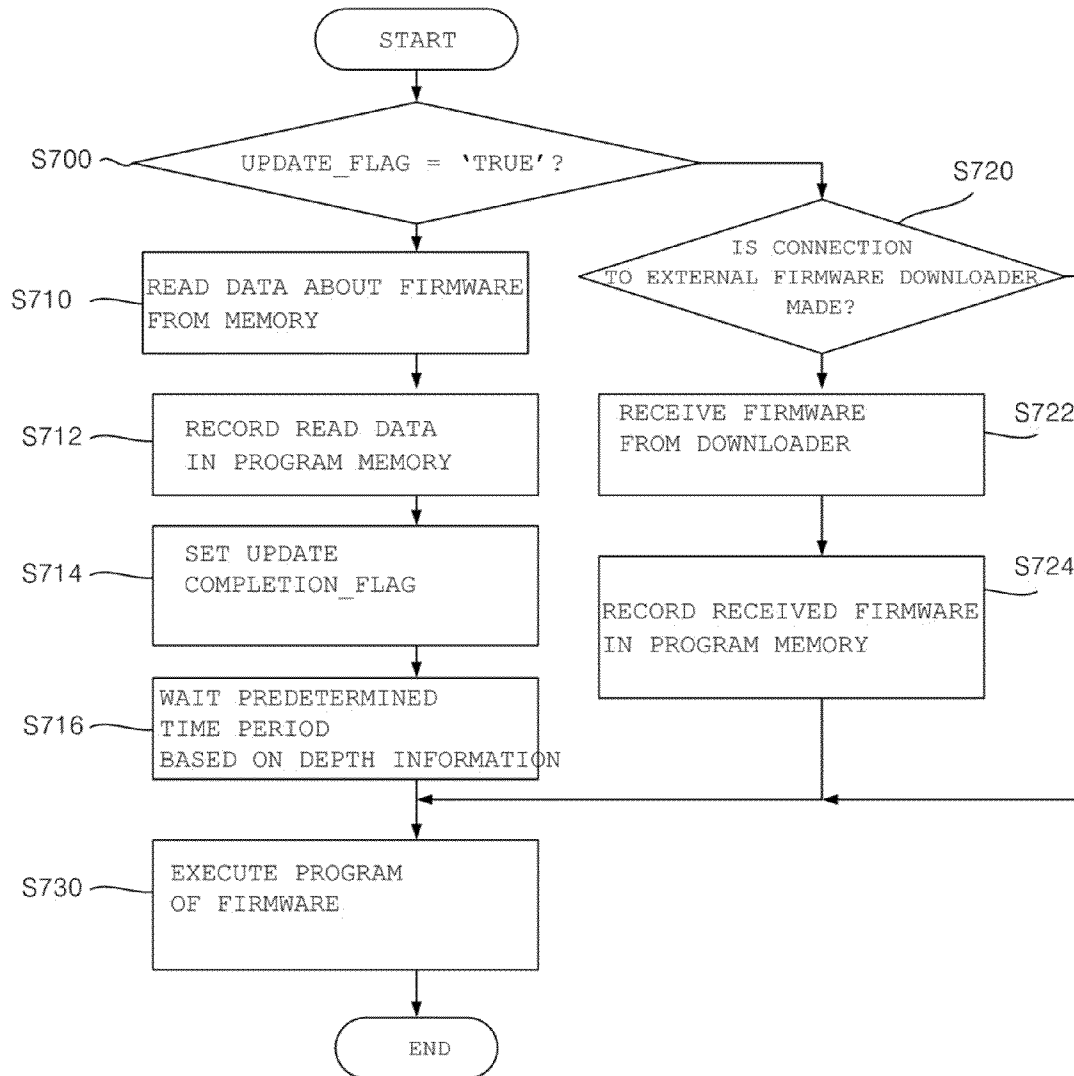 START
S700
UPDATE_FLAG = ‘TRUE’?
S720
IS CONNECTION
TO EXTERNAL FIRMWARE DOWNLOADER
MADE?
S710
READ DATA ABOUT FIRMWARE
FROM MEMORY
S712
RECORD READ DATA
IN PROGRAM MEMORY
S722
RECEIVE FIRMWARE
FROM DOWNLOADER
S714
SET UPDATE
COMPLETION_FLAG
S724
RECORD RECEIVED FIRMWARE
IN PROGRAM MEMORY
S716
WAIT PREDETERMINED
TIME PERIOD
BASED ON DEPTH INFORMATION
S730
EXECUTE PROGRAM
OF FIRMWARE
END